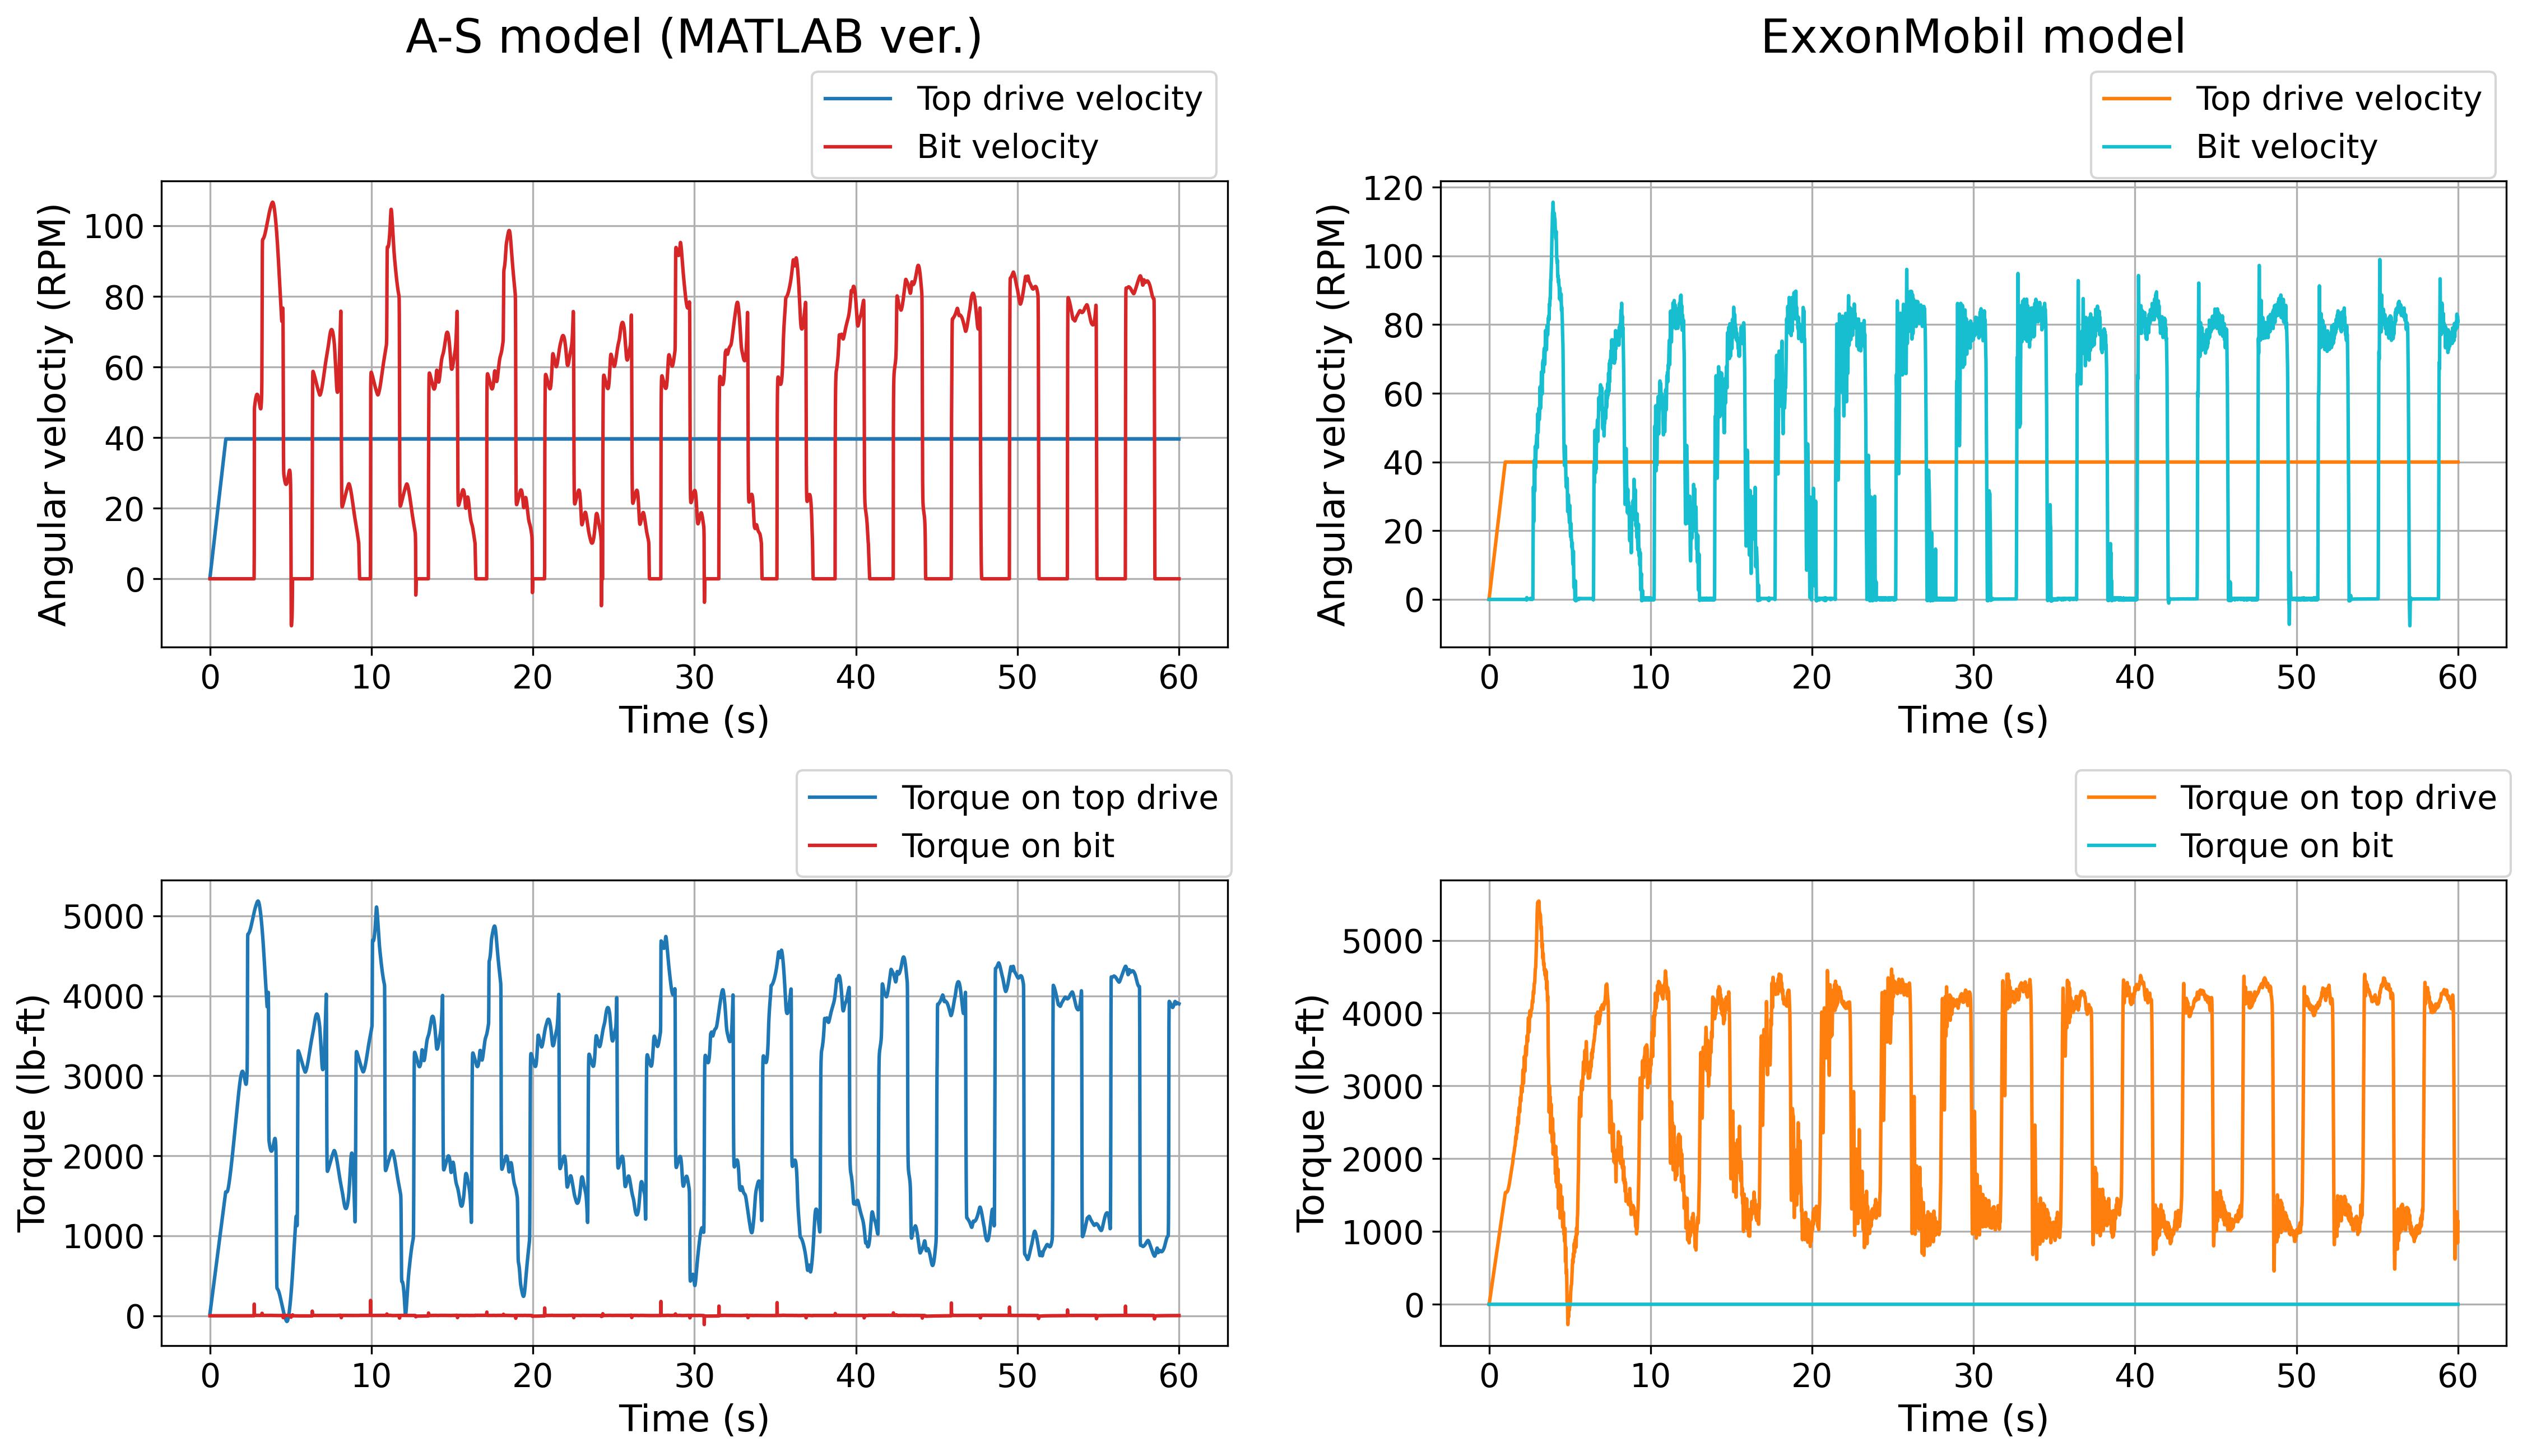 A-S model (MATLAB ver.)
Top drive velocity
Bit velocity
Angular veloctiy (RPM)
100
80
60
40
20
0
0 10 20 30 40 50 60
Time (s)
ExxonMobil model
Top drive velocity
Bit velocity
Angular veloctiy (RPM)
120
100
80
60
40
20
0
0 10 20 30 40 50 60
Time (s)
Torque on top drive
Torque on bit
Torque (lb-ft)
5000
4000
3000
2000
1000
0
0 10 20 30 40 50 60
Time (s)
Torque on top drive
Torque on bit
Torque (lb-ft)
5000
4000
3000
2000
1000
0
0 10 20 30 40 50 60
Time (s)